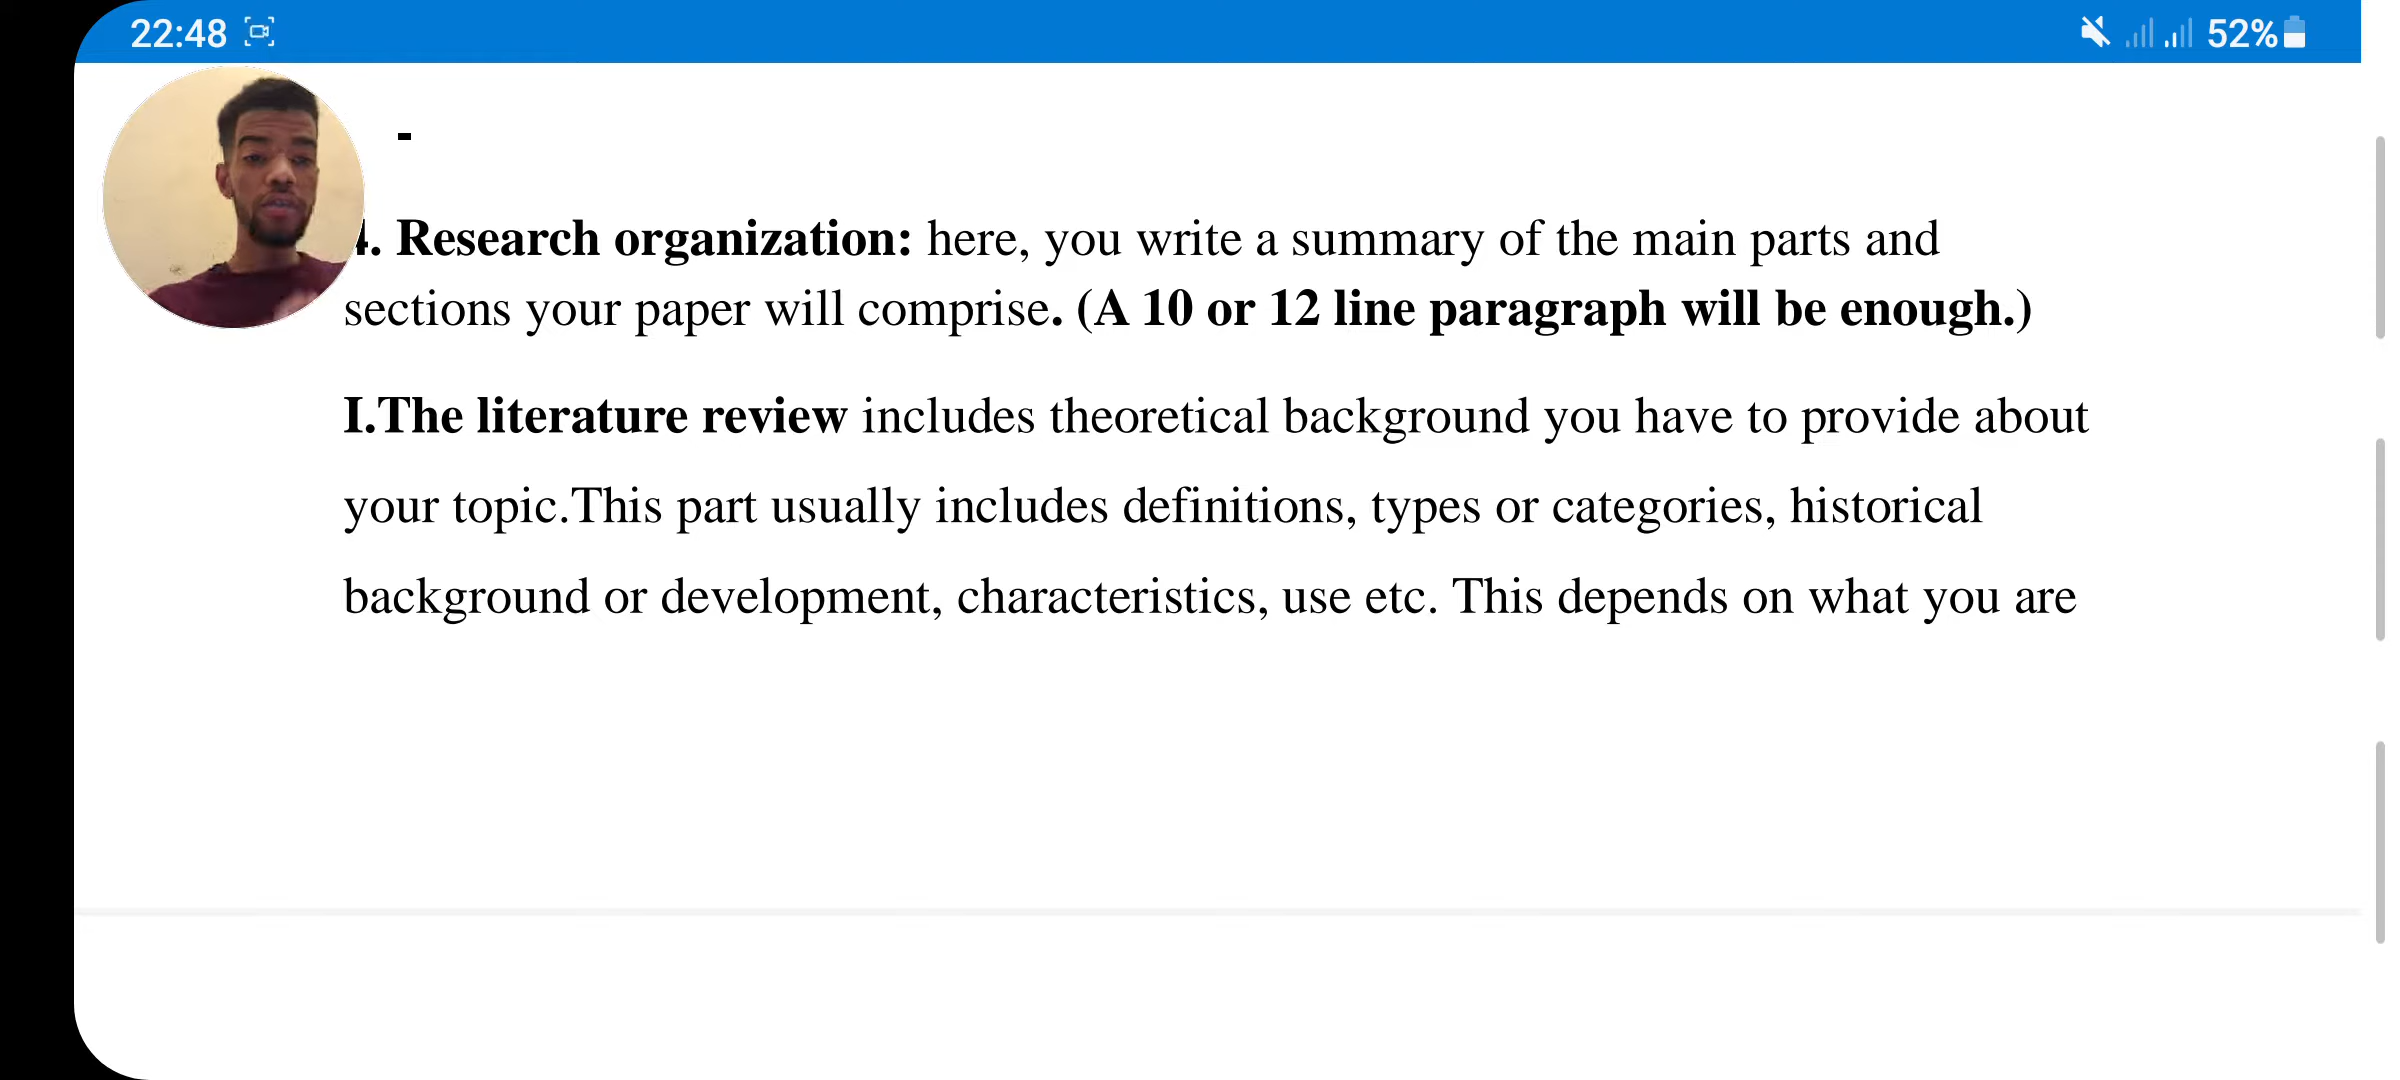 22:48 52%
-
4. Research organization: here, you write a summary of the main parts and
sections your paper will comprise. (A 10 or 12 line paragraph will be enough.)
I.The literature review includes theoretical background you have to provide about
your topic.This part usually includes definitions, types or categories, historical
background or development, characteristics, use etc. This depends on what you are